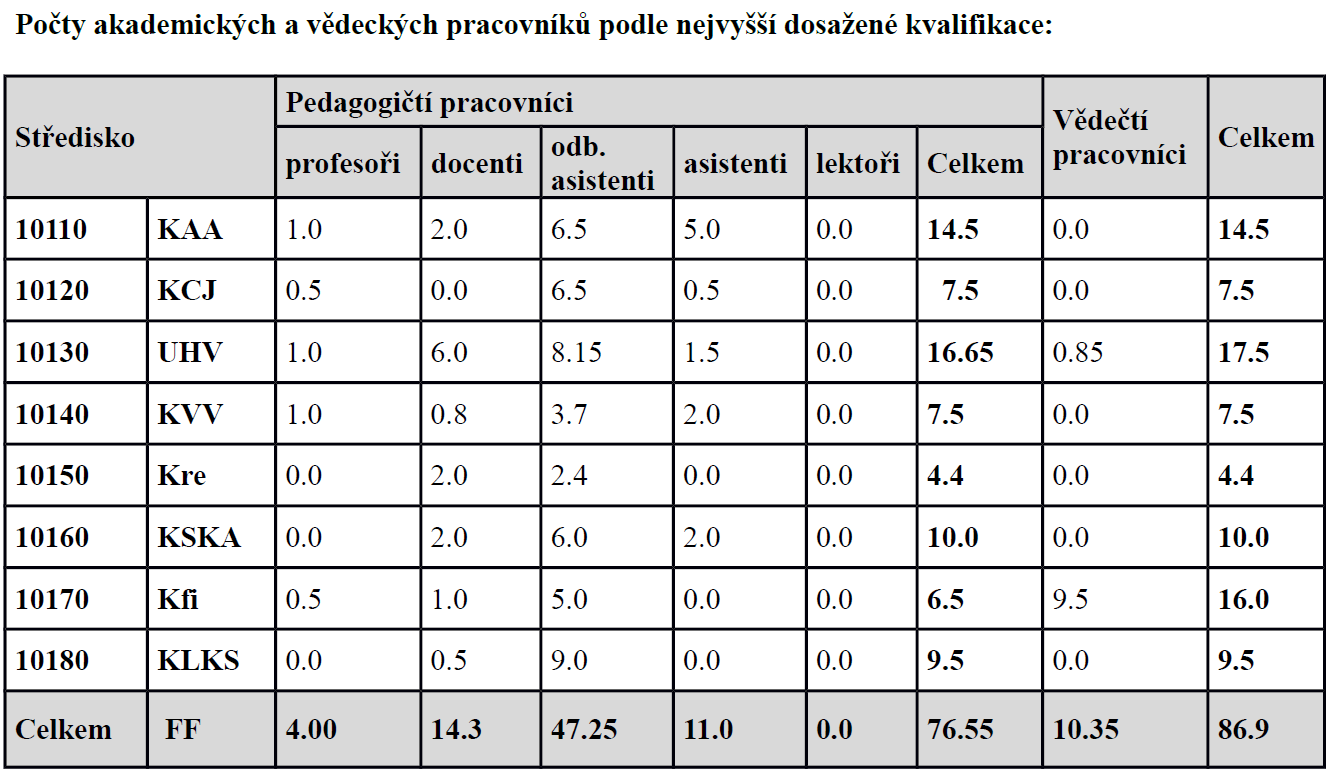 Počty akademických a vědeckých pracovníků podle nejvyšší dosažené kvalifikace:
Středisko Pedagogičtí pracovníci Vědečtí pracovníci Celkem
profesoři docenti odb. asistenti asistenti lektoři Celkem
10110 KAA 1.0 2.0 6.5 5.0 0.0 14.5 0.0 14.5
10120 KCJ 0.5 0.0 6.5 0.5 0.0 7.5 0.0 7.5
10130 UHV 1.0 6.0 8.15 1.5 0.0 16.65 0.85 17.5
10140 KVV 1.0 0.8 3.7 2.0 0.0 7.5 0.0 7.5
10150 Kre 0.0 2.0 2.4 0.0 0.0 4.4 0.0 4.4
10160 KSKA 0.0 2.0 6.0 2.0 0.0 10.0 0.0 10.0
10170 Kfi 0.5 1.0 5.0 0.0 0.0 6.5 9.5 16.0
10180 KLKS 0.0 0.5 9.0 0.0 0.0 9.5 0.0 9.5
Celkem FF 4.00 14.3 47.25 11.0 0.0 76.55 10.35 86.9